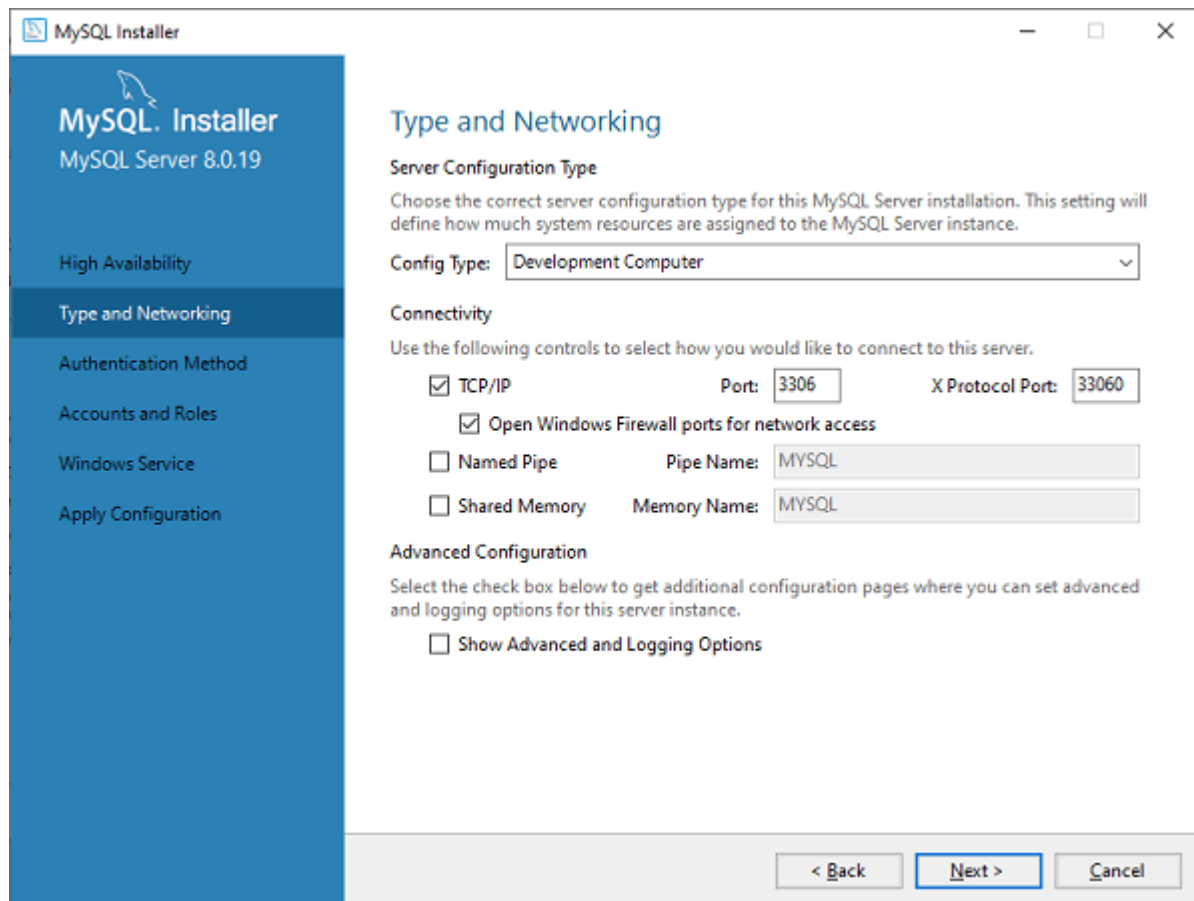 MySQL Installer
MySQL. Installer
MySQL Server 8.0.19
High Availability
Type and Networking
Authentication Method
Accounts and Roles
Windows Service
Apply Configuration
Type and Networking
Server Configuration Type
Choose the correct server configuration type for this MySQL Server installation. This setting will
define how much system resources are assigned to the MySQL Server instance.
Config Type: Development Computer
Connectivity
Use the following controls to select how you would like to connect to this server.
TCP/IP Port: 3306 X Protocol Port: 33060
Open Windows Firewall ports for network access
Named Pipe Pipe Name: MYSQL
Shared Memory Memory Name: MYSQL
Advanced Configuration
Select the check box below to get additional configuration pages where you can set advanced
and logging options for this server instance.
Show Advanced and Logging Options
< Back Next > Cancel